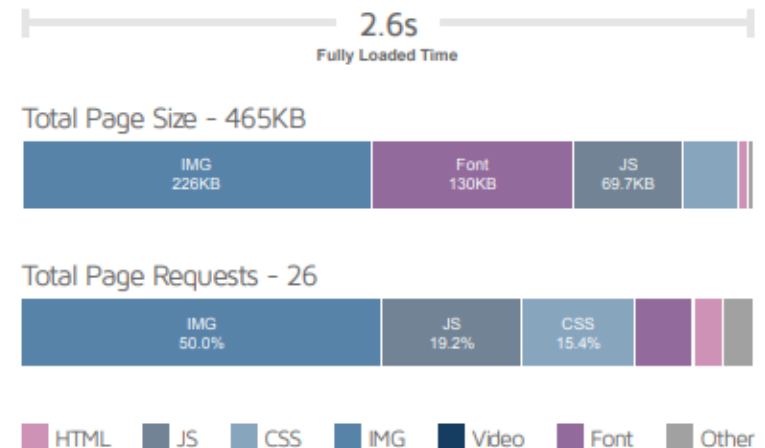 2.6s
Fully Loaded Time
Total Page Size - 465KB
IMG
226KB
Font
130KB
JS
69.7KB
Total Page Requests - 26
IMG
50.0%
JS
19.2%
CSS
15.4%
HTML JS CSS IMG Video Font Other